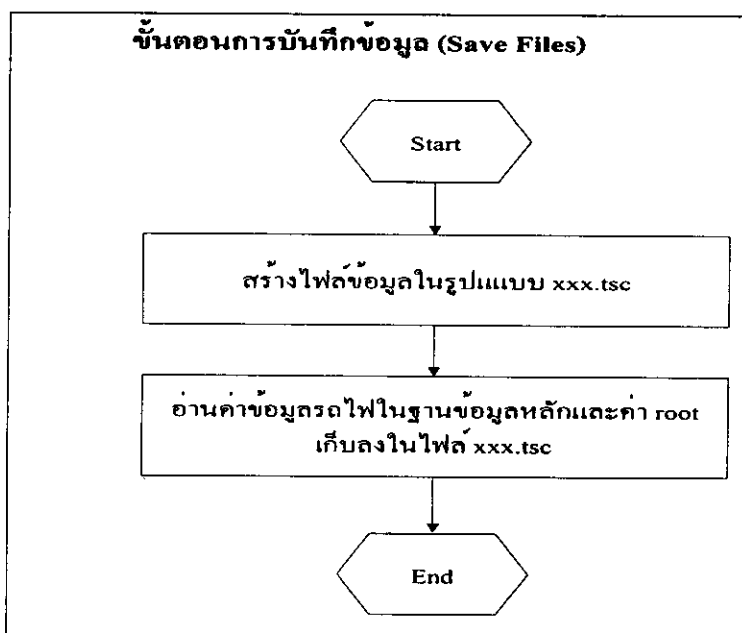 ขั้นตอนการบันทึกข้อมูล (Save Files)
Start
สร้างไฟล์ข้อมูลในรูปแบบ xxx.tsc
อ่านค่าข้อมูลรถไฟในฐานข้อมูลหลักและค่า root
เก็บลงในไฟล์ xxx.tsc
End